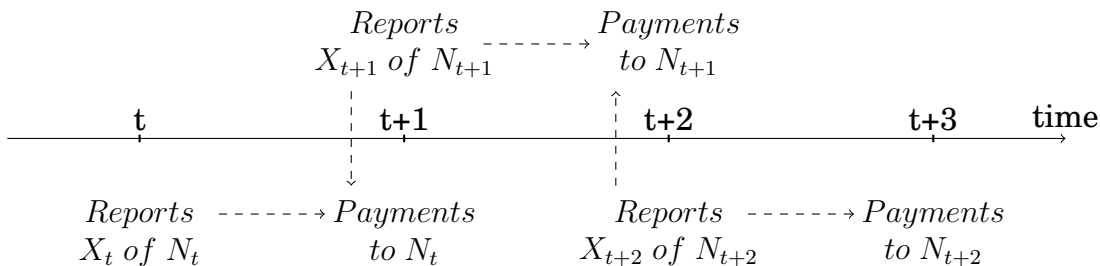 Reports Payments
X_{t+1} of N_{t+1} to N_{t+1}
t t+1 t+2 t+3 time
Reports Payments Reports Payments
X_t of N_t to N_t X_{t+2} of N_{t+2} to N_{t+2}